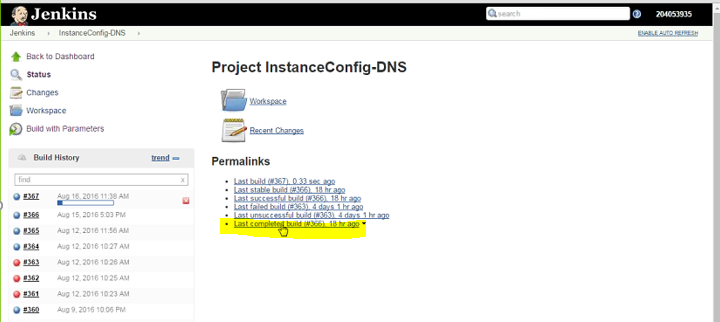 Jenkins
search
204053935
Jenkins › InstanceConfig-DNS ›
ENABLE AUTO REFRESH
Back to Dashboard
Status
Changes
Workspace
Build with Parameters
Build History
trend
find
x
#367 Aug 16, 2016 11:38 AM
#366 Aug 15, 2016 5:03 PM
#365 Aug 12, 2016 11:56 AM
#364 Aug 12, 2016 10:27 AM
#363 Aug 12, 2016 10:26 AM
#362 Aug 12, 2016 10:25 AM
#361 Aug 12, 2016 10:23 AM
#360 Aug 9, 2016 10:06 PM
Project InstanceConfig-DNS
Workspace
Recent Changes
Permalinks
Last build (#367), 0.33 sec ago
Last stable build (#366), 18 hr ago
Last successful build (#366), 18 hr ago
Last failed build (#363), 4 days 1 hr ago
Last unsuccessful build (#363), 4 days 1 hr ago
Last completed build (#366), 18 hr ago